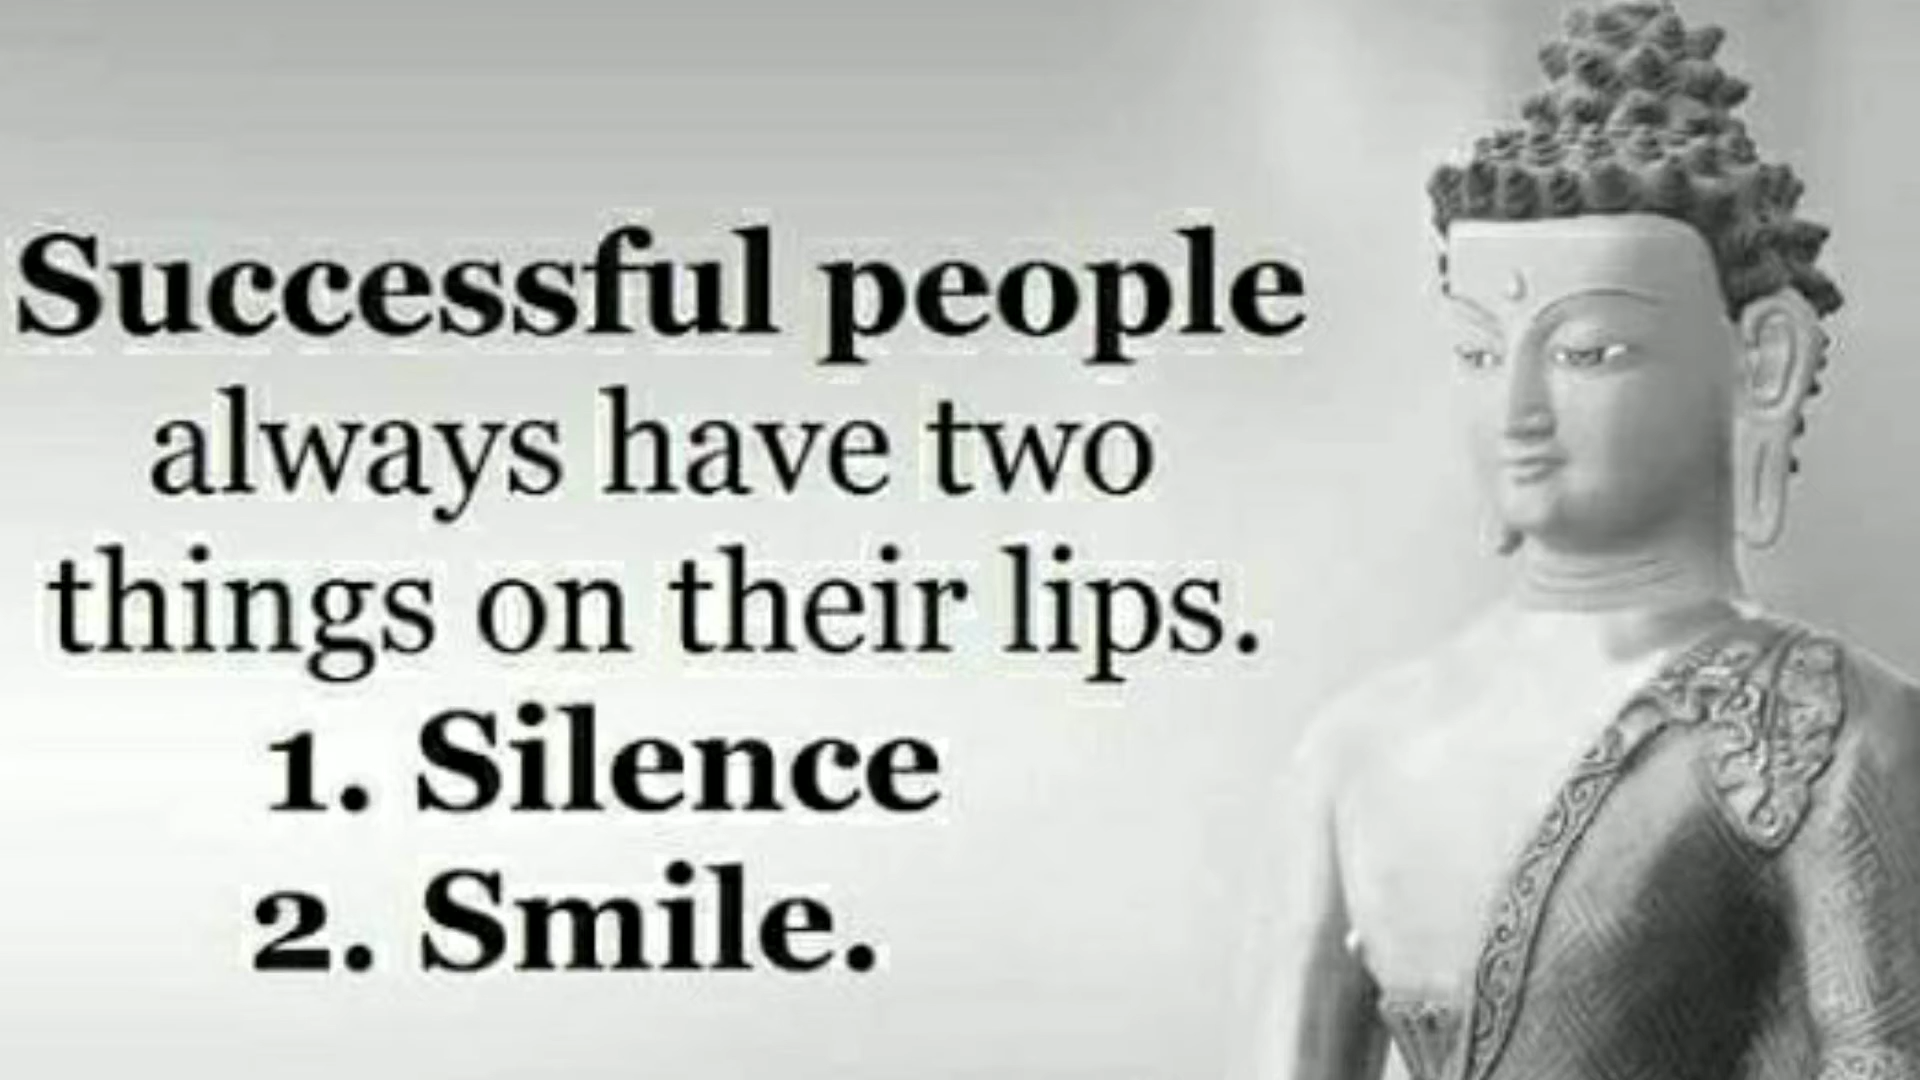 Successful people
always have two
things on their lips.
1. Silence
2. Smile.